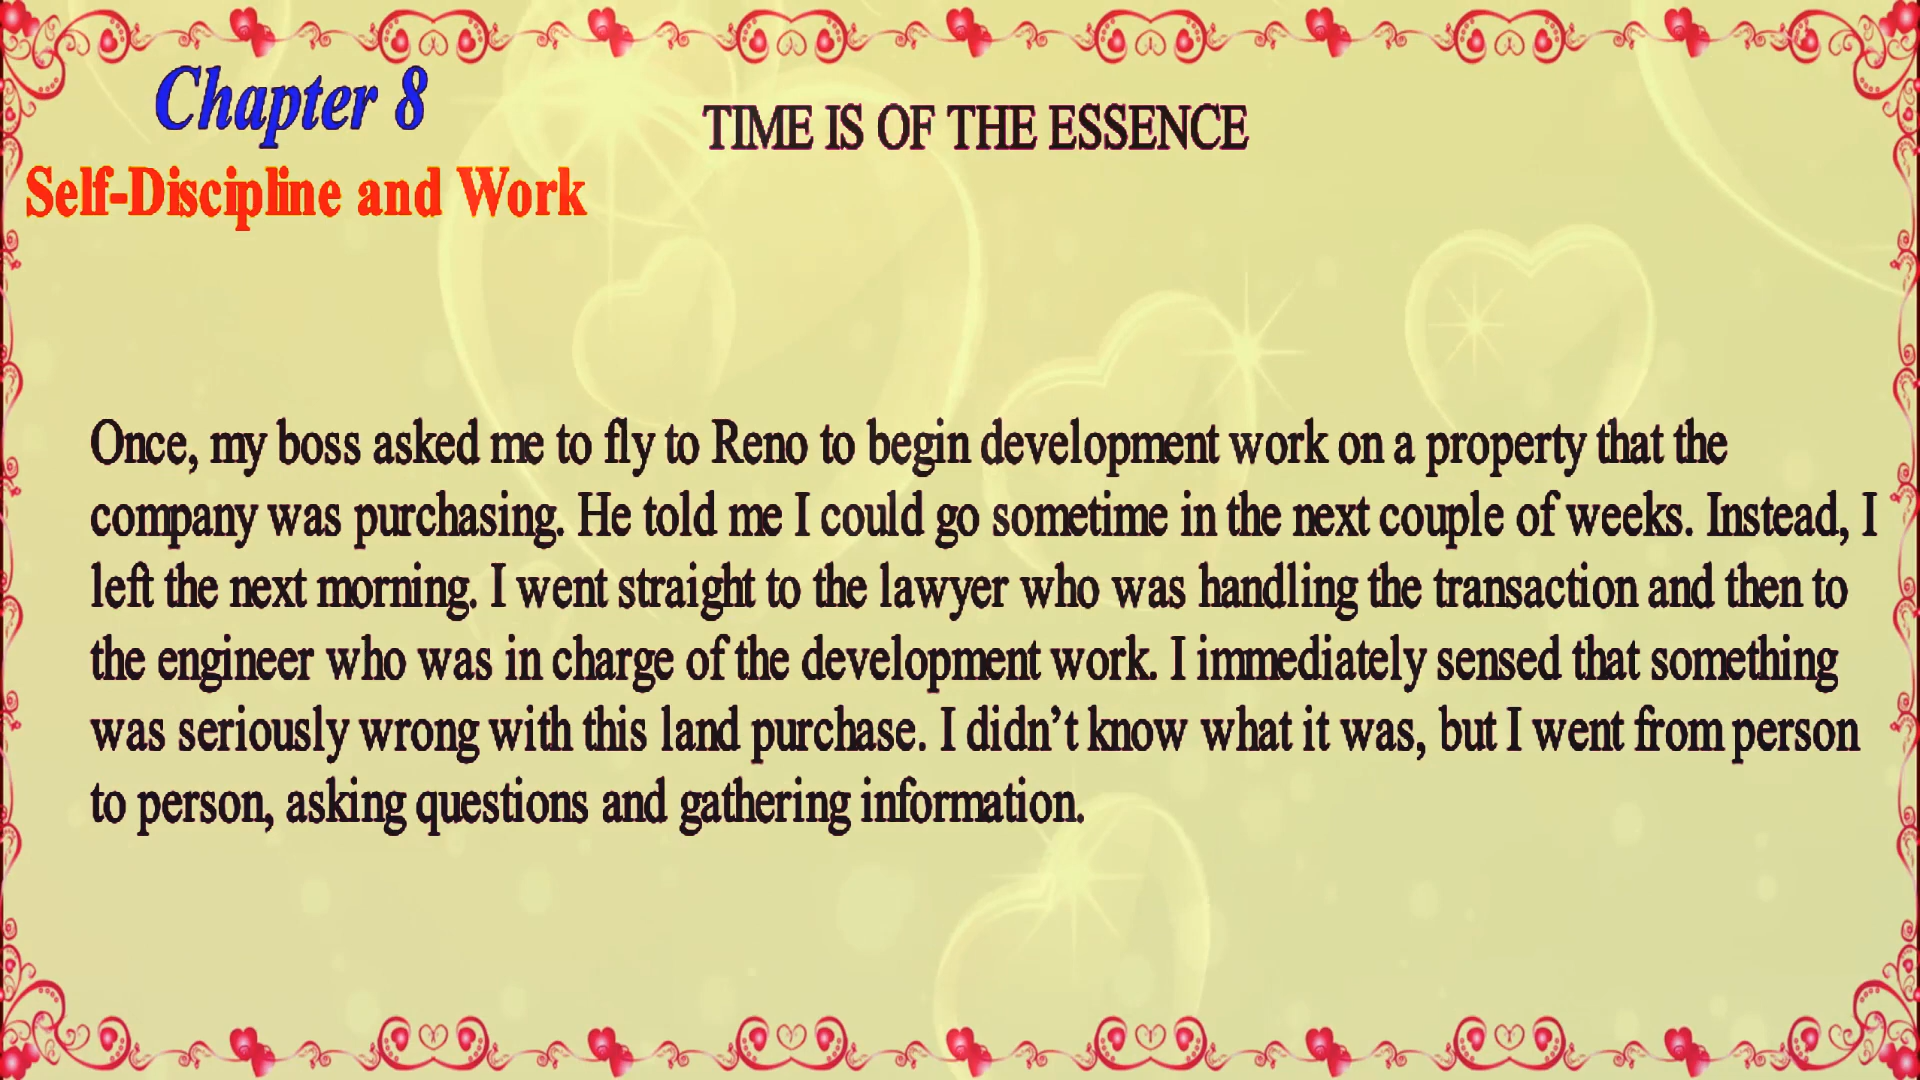 Chapter 8
TIME IS OF THE ESSENCE
Self-Discipline and Work
Once, my boss asked me to fly to Reno to begin development work on a property that the
company was purchasing. He told me I could go sometime in the next couple of weeks. Instead, I
left the next morning. I went straight to the lawyer who was handling the transaction and then to
the engineer who was in charge of the development work. I immediately sensed that something
was seriously wrong with this land purchase. I didn’t know what it was, but I went from person
to person, asking questions and gathering information.